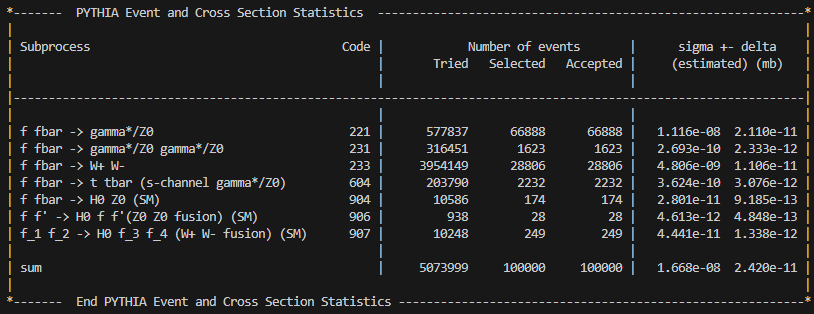 *------- PYTHIA Event and Cross Section Statistics -------------------------------------------------------------*
| |
| Subprocess Code | Number of events | sigma +- delta |
| | Tried Selected Accepted | (estimated) (mb) |
| | | |
|-----------------------------------------------------------------------------------------------------------------|
| | | |
| f fbar -> gamma*/Z0 221 | 577837 66888 66888 | 1.116e-08 2.110e-11 |
| f fbar -> gamma*/Z0 gamma*/Z0 231 | 316451 1623 1623 | 2.693e-10 2.333e-12 |
| f fbar -> W+ W- 233 | 3954149 28806 28806 | 4.806e-09 1.106e-11 |
| f fbar -> t tbar (s-channel gamma*/Z0) 604 | 203790 2232 2232 | 3.624e-10 3.076e-12 |
| f fbar -> H0 Z0 (SM) 904 | 10586 174 174 | 2.801e-11 9.185e-13 |
| f f' -> H0 f f'(Z0 Z0 fusion) (SM) 906 | 938 28 28 | 4.613e-12 4.848e-13 |
| f_1 f_2 -> H0 f_3 f_4 (W+ W- fusion) (SM) 907 | 10248 249 249 | 4.441e-11 1.338e-12 |
| | | |
| sum | 5073999 100000 100000 | 1.668e-08 2.420e-11 |
| |
*------- End PYTHIA Event and Cross Section Statistics ----------------------------------------------------------*